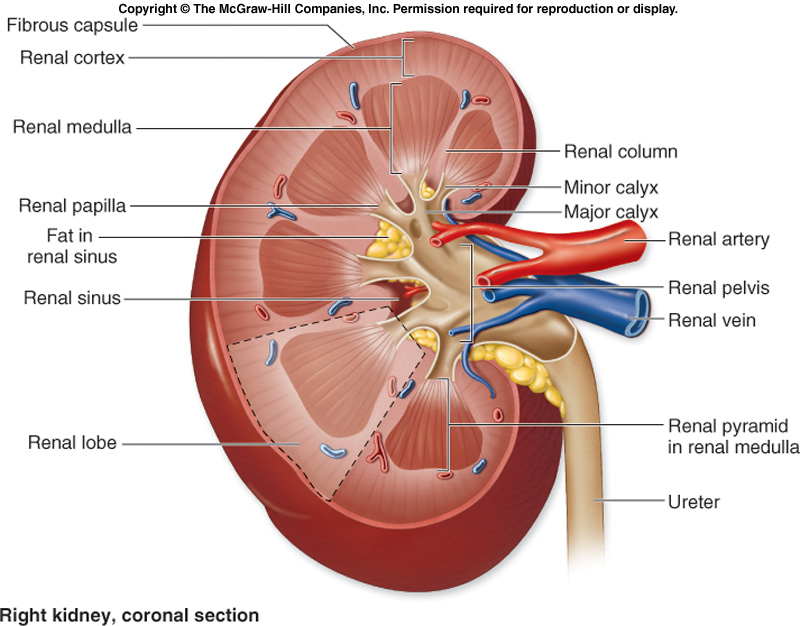 Copyright © The McGraw-Hill Companies, Inc. Permission required for reproduction or display.
Fibrous capsule
Renal cortex
Renal medulla
Renal column
Minor calyx
Renal papilla
Major calyx
Fat in
renal sinus
Renal artery
Renal sinus
Renal pelvis
Renal vein
Renal lobe
Renal pyramid
in renal medulla
Ureter
Right kidney, coronal section